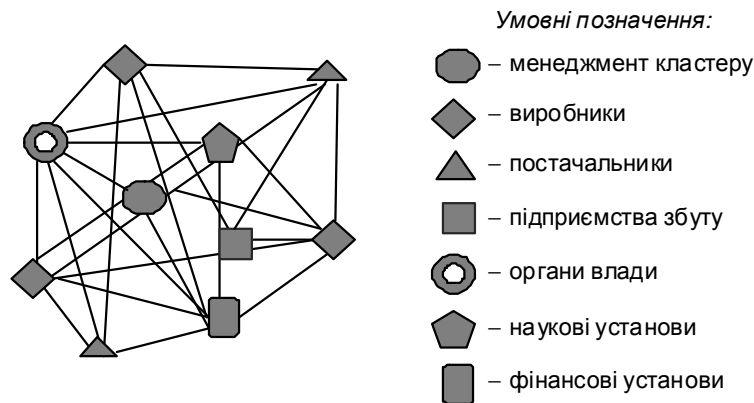 Умовні позначення:
– менеджмент кластеру
– виробники
– постачальники
– підприємства збуту
– органи влади
– наукові установи
– фінансові установи